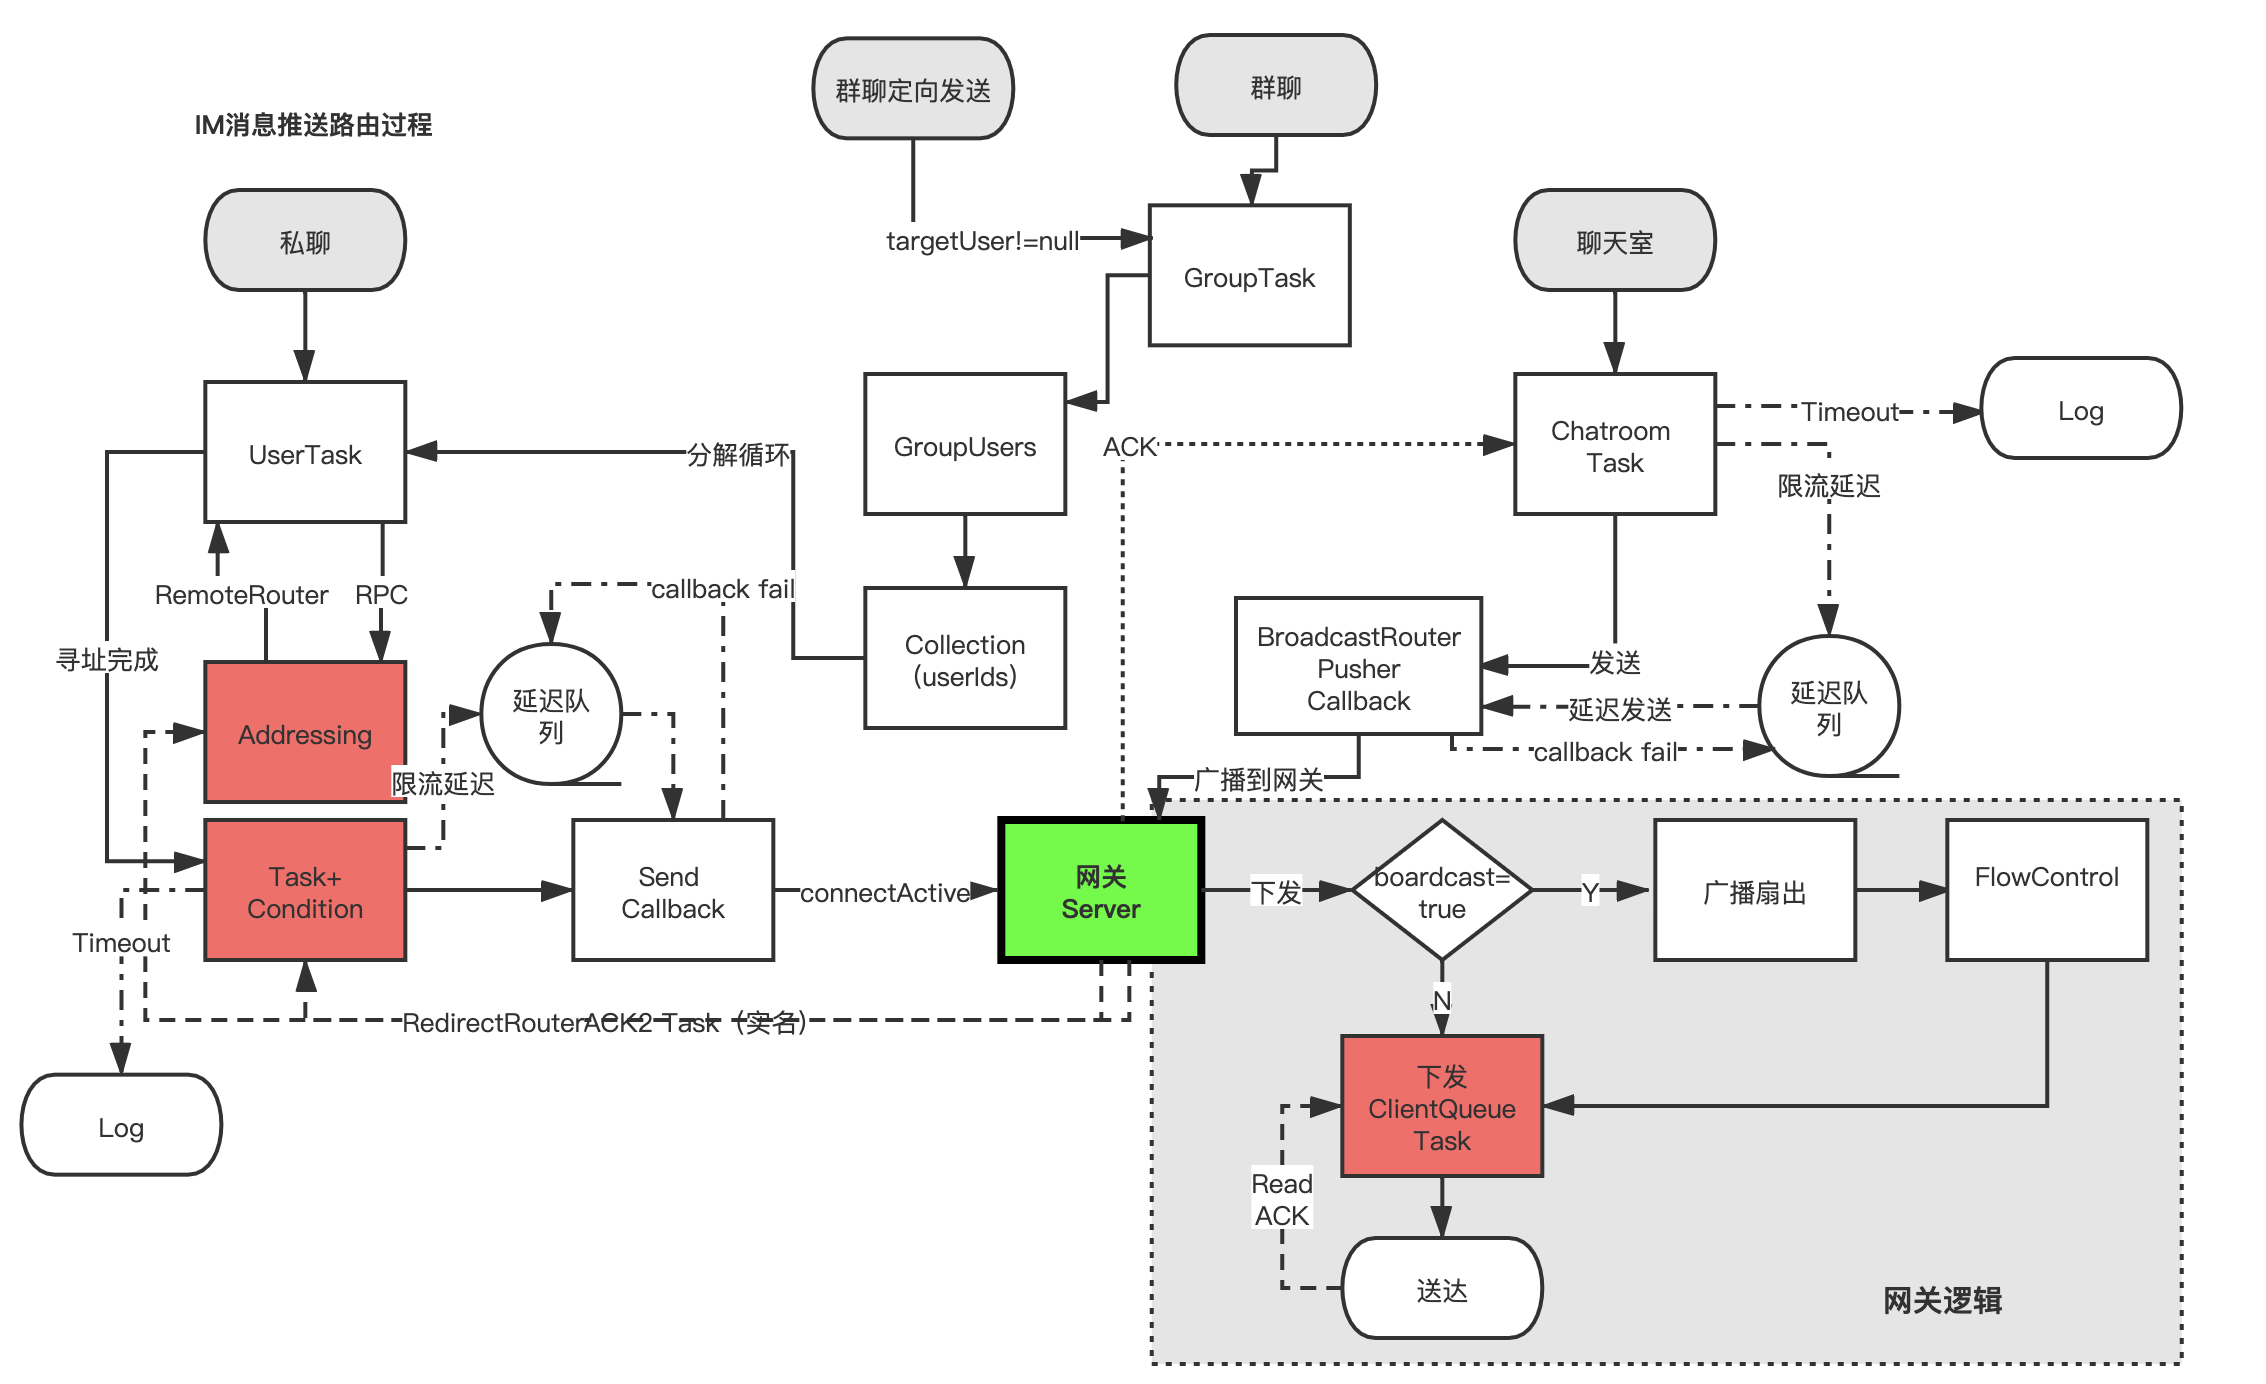 群聊定向发送
群聊
IM消息推送路由过程
私聊
聊天室
targetUser!=null
GroupTask
UserTask
分解循环
GroupUsers
ACK
Chatroom
Task
Timeout
Log
限流延迟
RemoteRouter
RPC
callback fail
寻址完成
Collection
(userIds)
BroadcastRouter
Pusher
Callback
发送
延迟队
列
延迟发送
callback fail
延迟队
列
Addressing
限流延迟
广播到网关
Task+
Condition
Send
Callback
connectActive
网关
Server
下发
boardcast=
true
Y
广播扇出
FlowControl
Timeout
N
RedirectRouterACK2 Task（实名）
下发
ClientQueue
Task
Log
Read
ACK
送达
网关逻辑